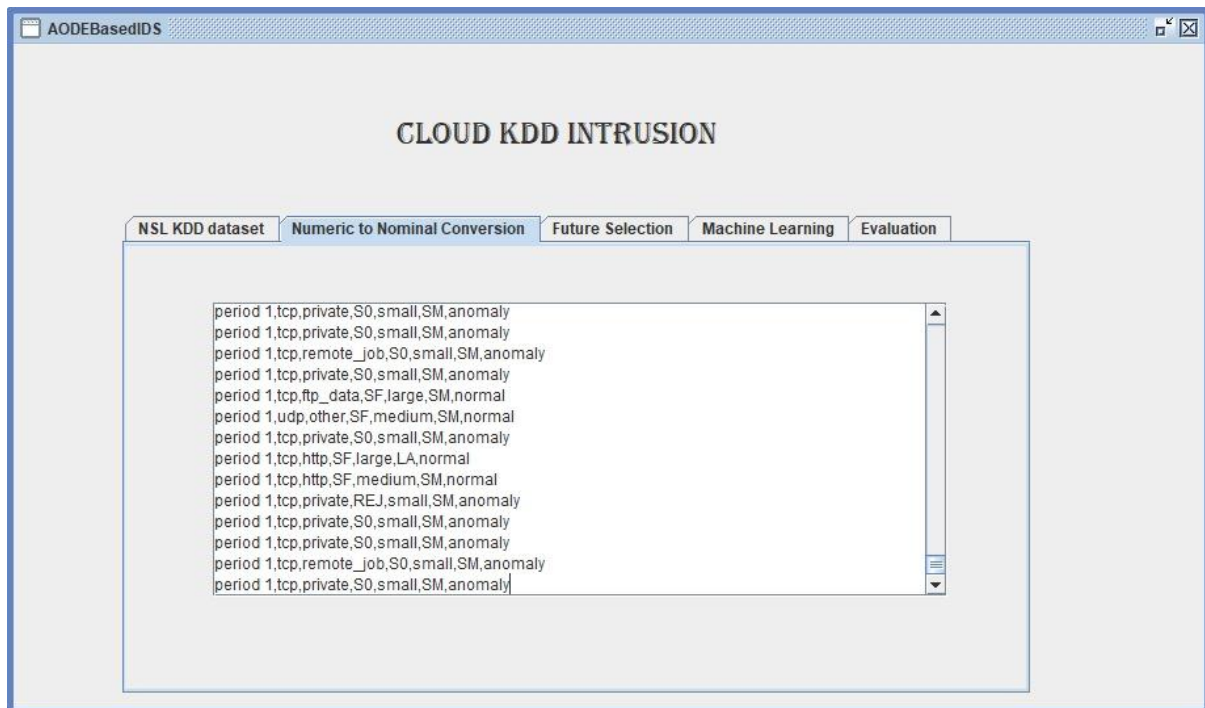 AODEBasedIDS
CLOUD KDD INTRUSION
NSL KDD dataset Numeric to Nominal Conversion Future Selection Machine Learning Evaluation
period 1,tcp,private,S0,small,SM,anomaly
period 1,tcp,private,S0,small,SM,anomaly
period 1,tcp,remote_job,S0,small,SM,anomaly
period 1,tcp,private,S0,small,SM,anomaly
period 1,tcp,ftp_data,SF,large,SM,normal
period 1,udp,other,SF,medium,SM,normal
period 1,tcp,private,S0,small,SM,anomaly
period 1,tcp,http,SF,large,LA,normal
period 1,tcp,http,SF,medium,SM,normal
period 1,tcp,private,REJ,small,SM,anomaly
period 1,tcp,private,S0,small,SM,anomaly
period 1,tcp,private,S0,small,SM,anomaly
period 1,tcp,remote_job,S0,small,SM,anomaly
period 1,tcp,private,S0,small,SM,anomaly